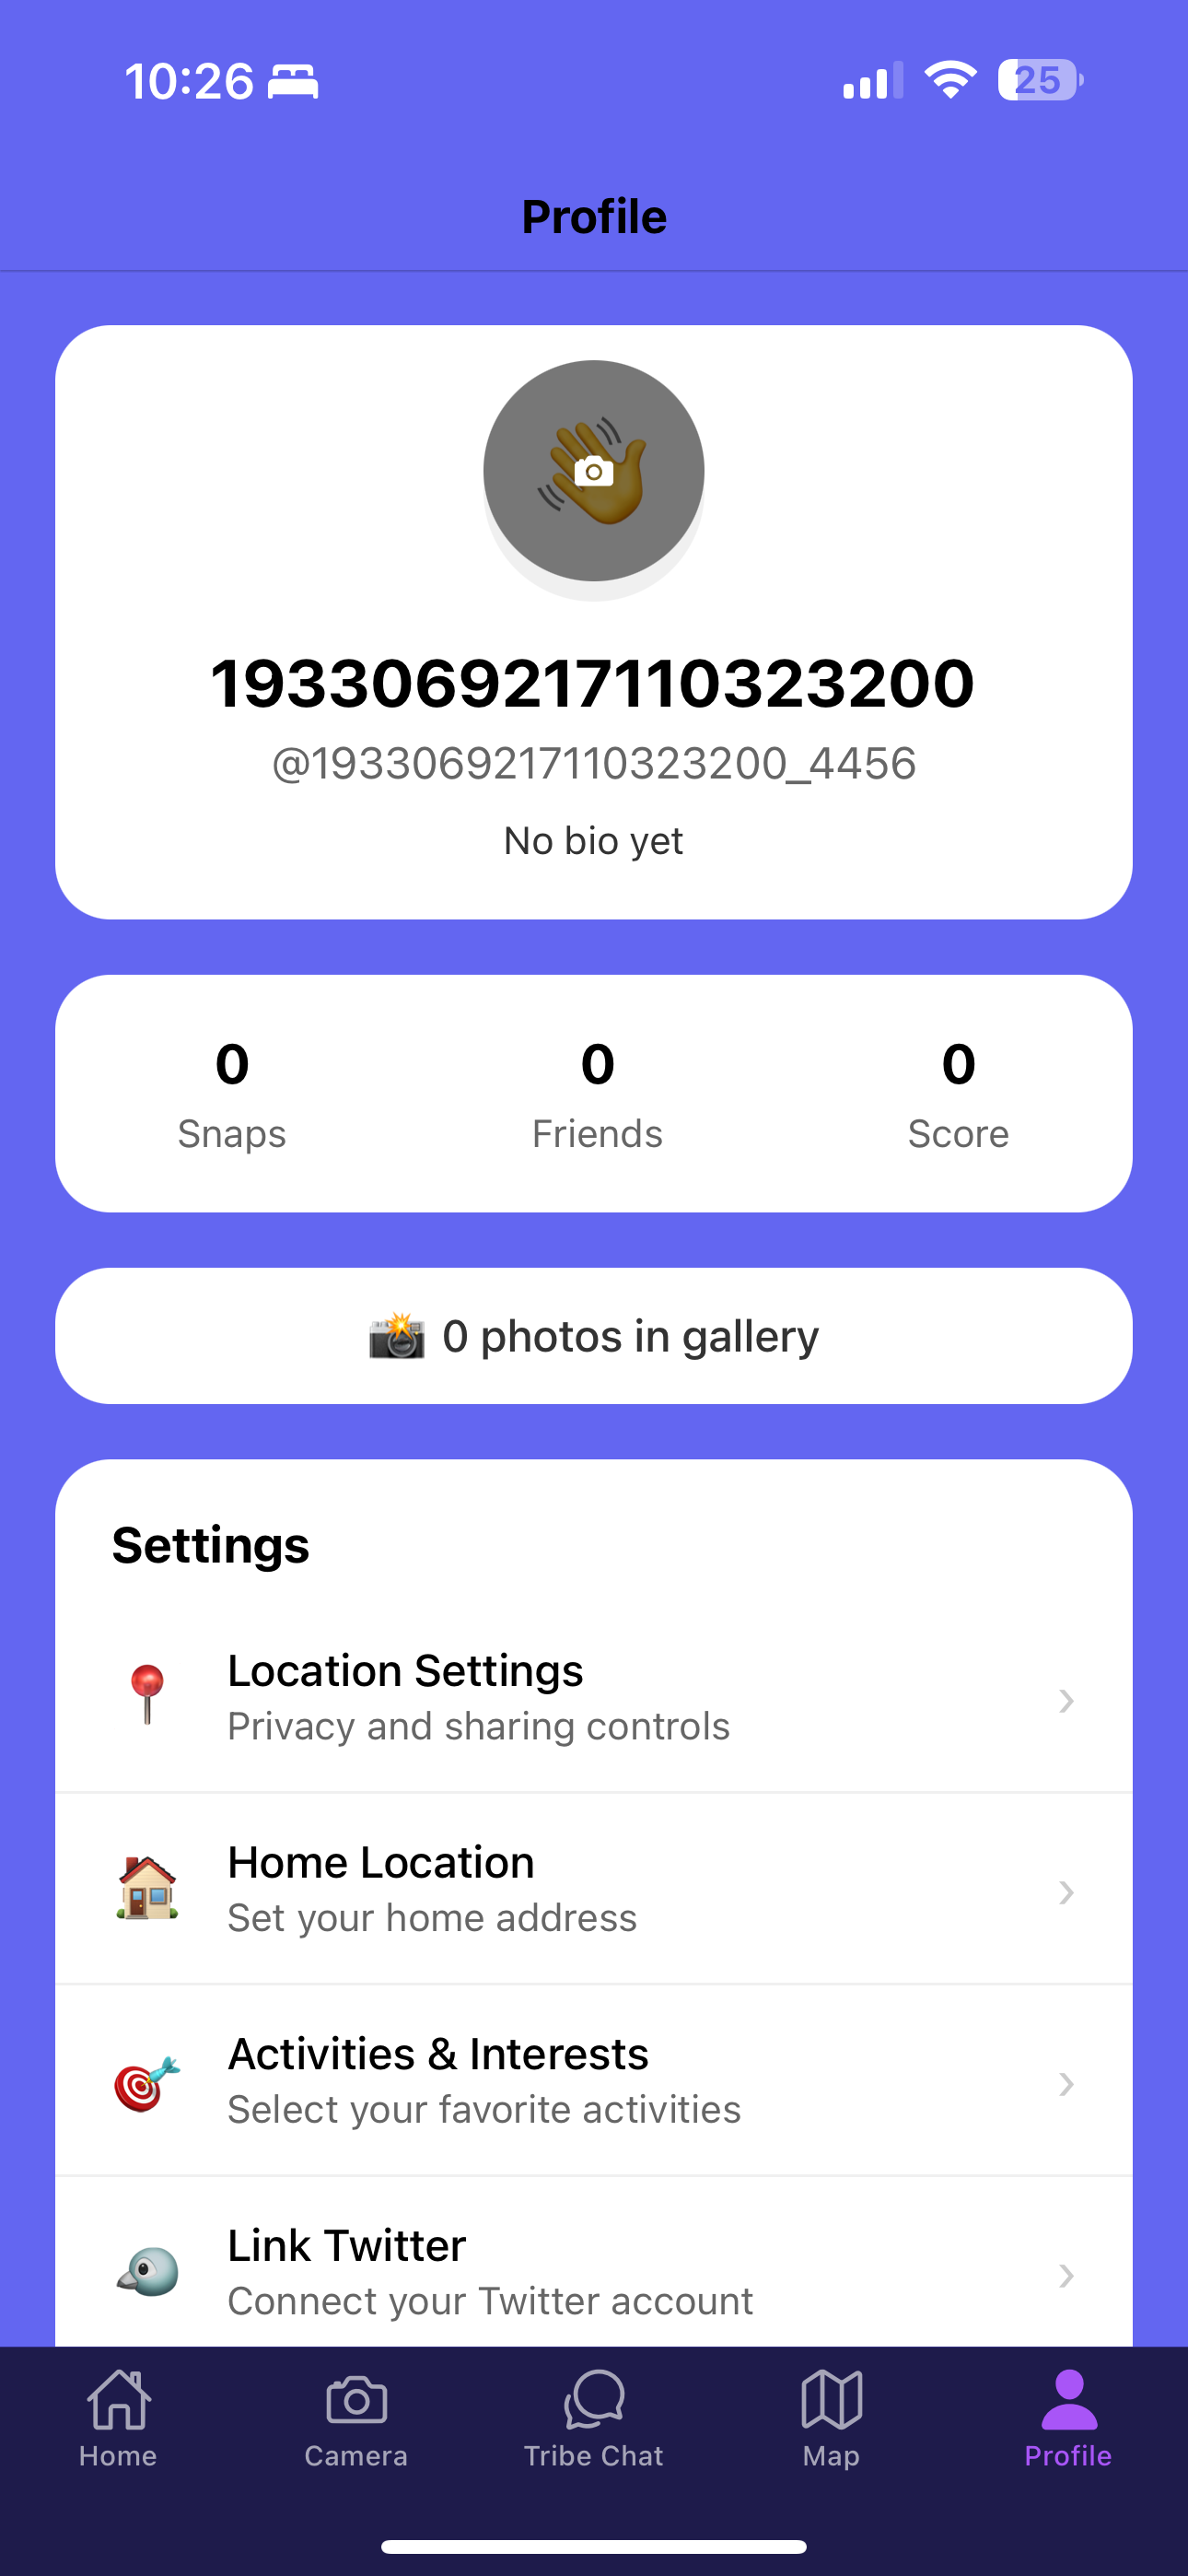 10:26
25
Profile
1933069217110323200
@1933069217110323200_4456
No bio yet
0 0 0
Snaps Friends Score
0 photos in gallery
Settings
Location Settings
Privacy and sharing controls
Home Location
Set your home address
Activities & Interests
Select your favorite activities
Link Twitter
Connect your Twitter account
Home Camera Tribe Chat Map Profile